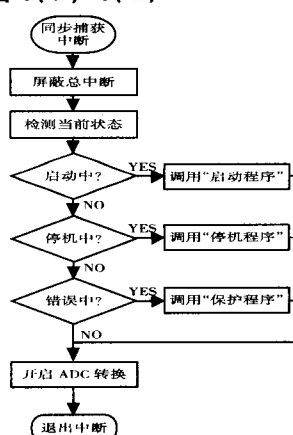 同步捕获
中断
屏蔽总中断
检测当前状态
启动中?
YES
调用“启动程序”
NO
停机中?
YES
调用“停机程序”
NO
错误中?
YES
调用“保护程序”
NO
开启 ADC 转换
退出中断